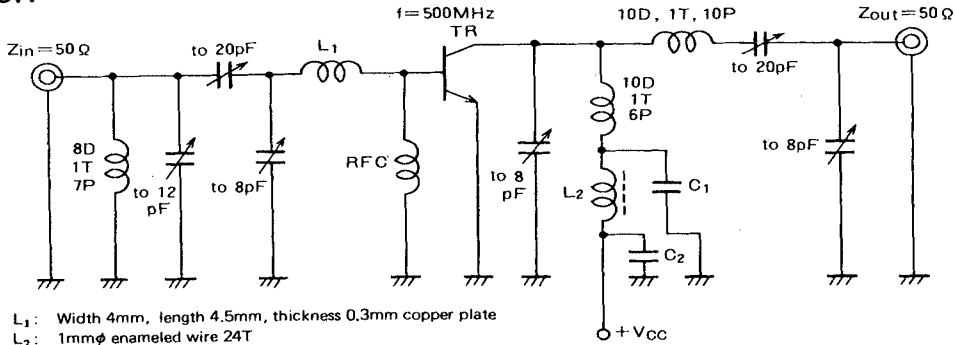 f=500MHz
TR
Zin=50Ω
Zout=50Ω
10D, 1T, 10P
to 20pF
L₁
to 20pF
8D
1T
7P
to 12
pF
to 8pF
RFC
to 8
pF
10D
1T
6P
L₂
C₁
C₂
to 8pF
+VCC
L₁: Width 4mm, length 4.5mm, thickness 0.3mm copper plate
L₂: 1mmφ enameled wire 24T